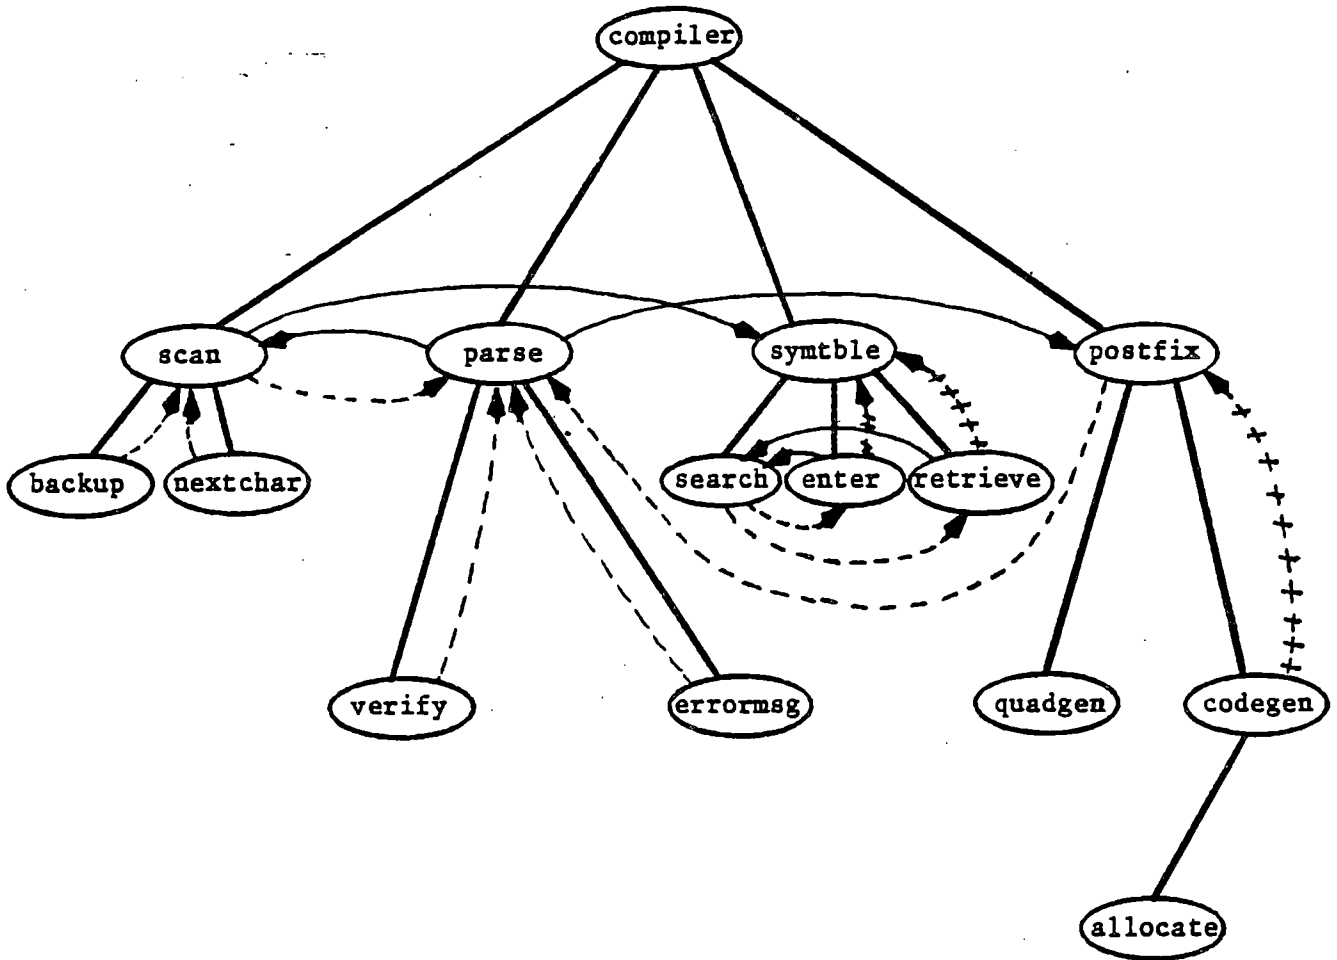 compiler
scan
parse
symtble
postfix
backup
nextchar
search
enter
retrieve
verify
errormsg
quadgen
codegen
allocate